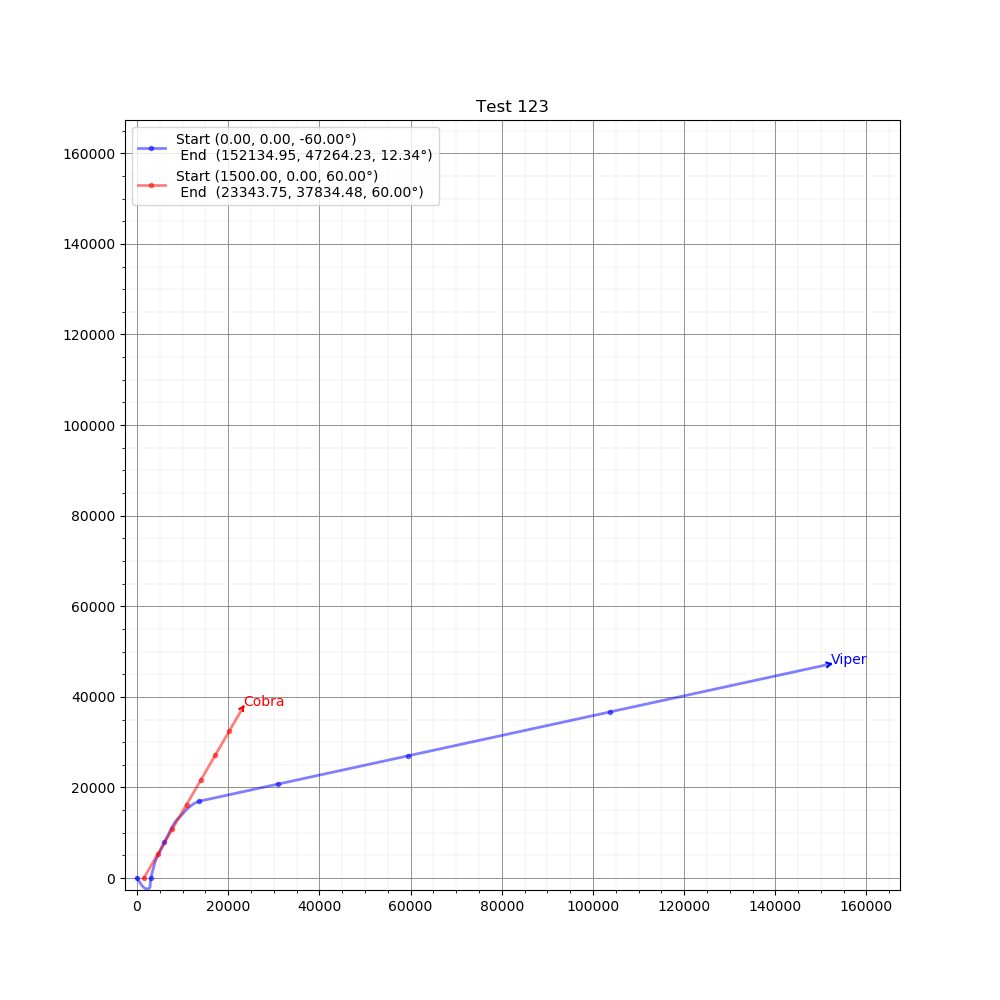 Test 123
Start (0.00, 0.00, -60.00°)
End (152134.95, 47264.23, 12.34°)
Start (1500.00, 0.00, 60.00°)
End (23343.75, 37834.48, 60.00°)
160000
140000
120000
100000
80000
60000
40000
20000
0
Viper
Cobra
0 20000 40000 60000 80000 100000 120000 140000 160000